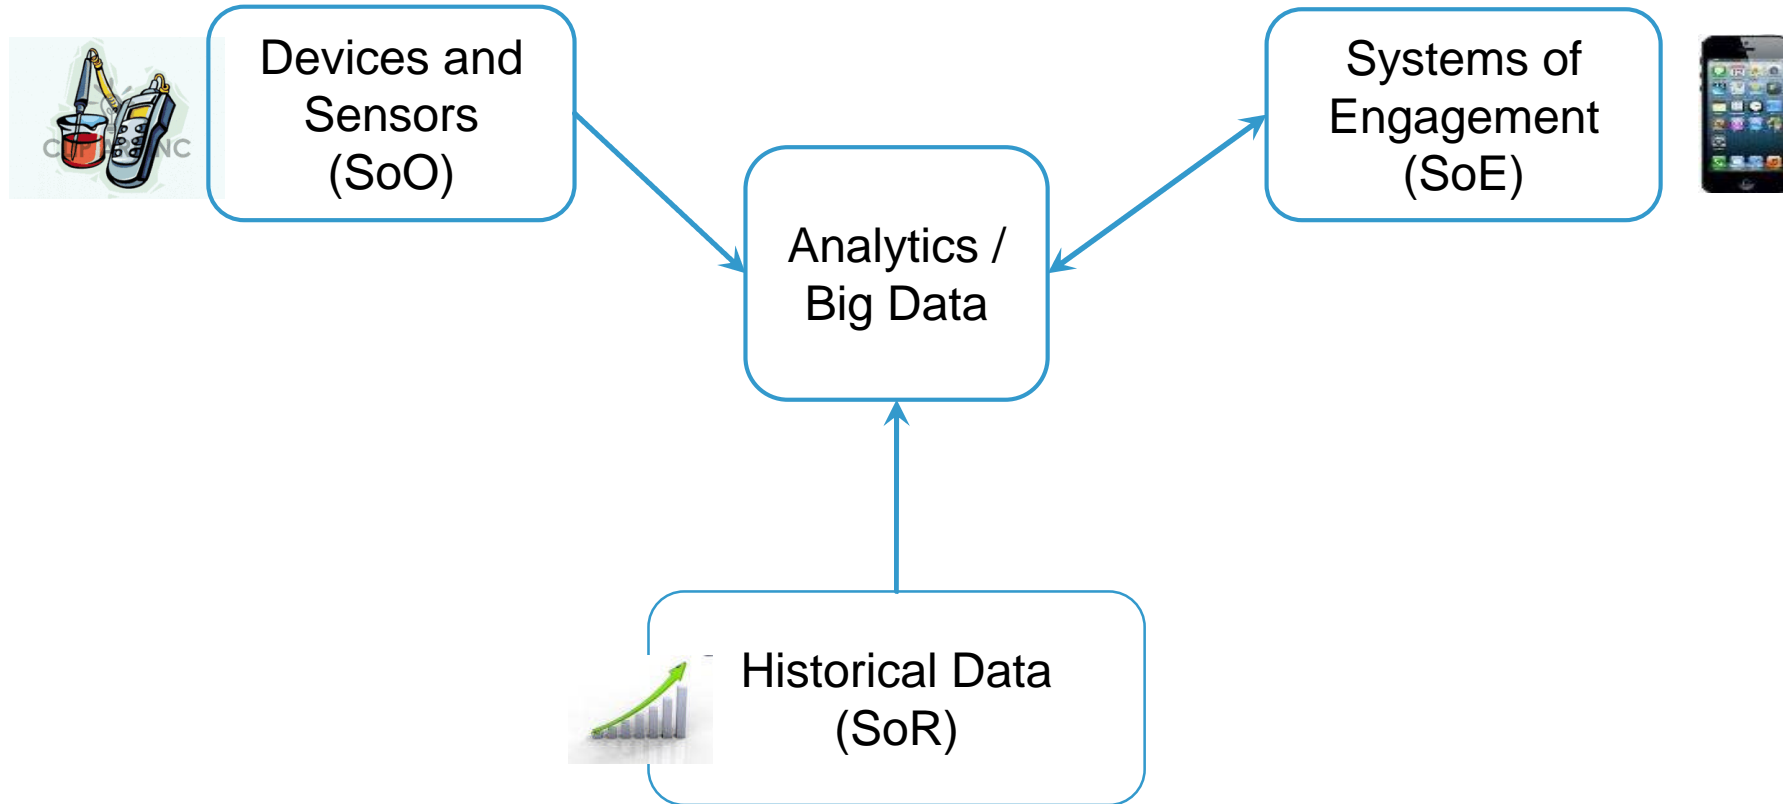 Devices and
Sensors
(SoO)
Systems of
Engagement
(SoE)
Analytics /
Big Data
Historical Data
(SoR)